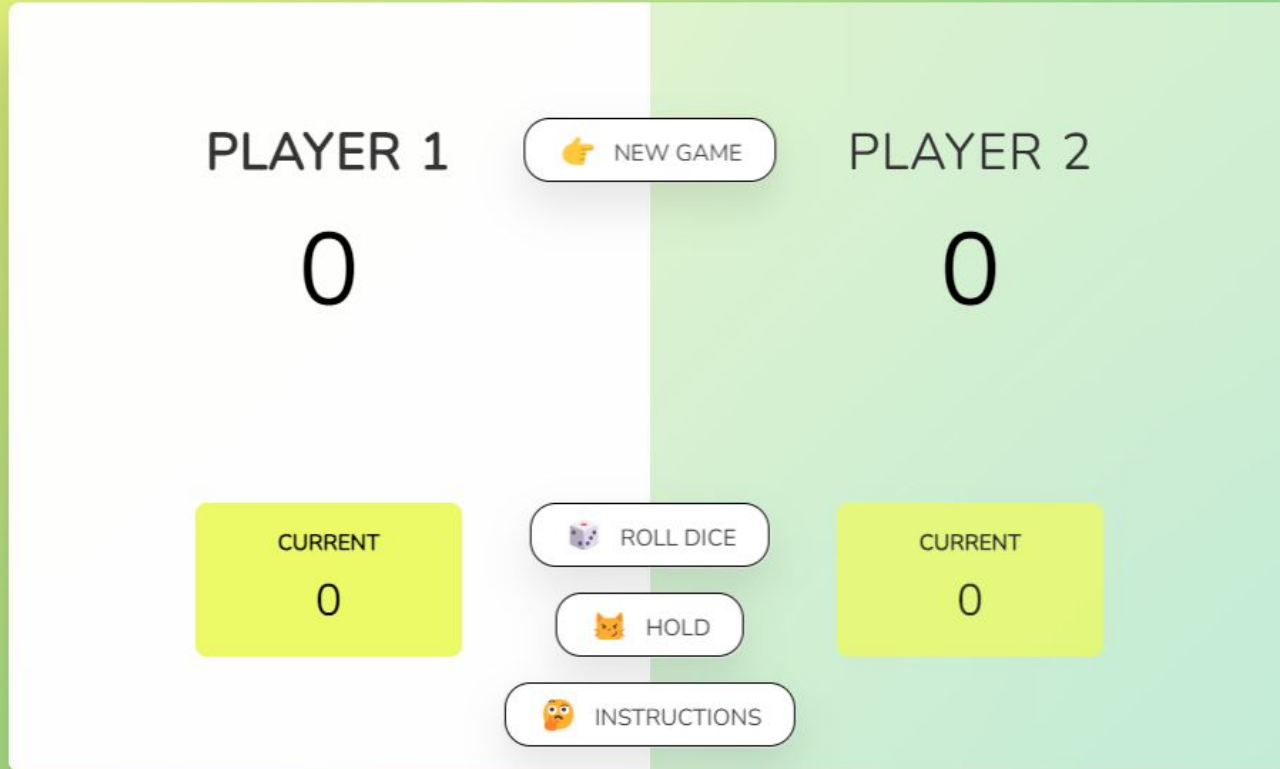 PLAYER 1
0
CURRENT
0
👉 NEW GAME
🎲 ROLL DICE
😼 HOLD
🤔 INSTRUCTIONS
PLAYER 2
0
CURRENT
0